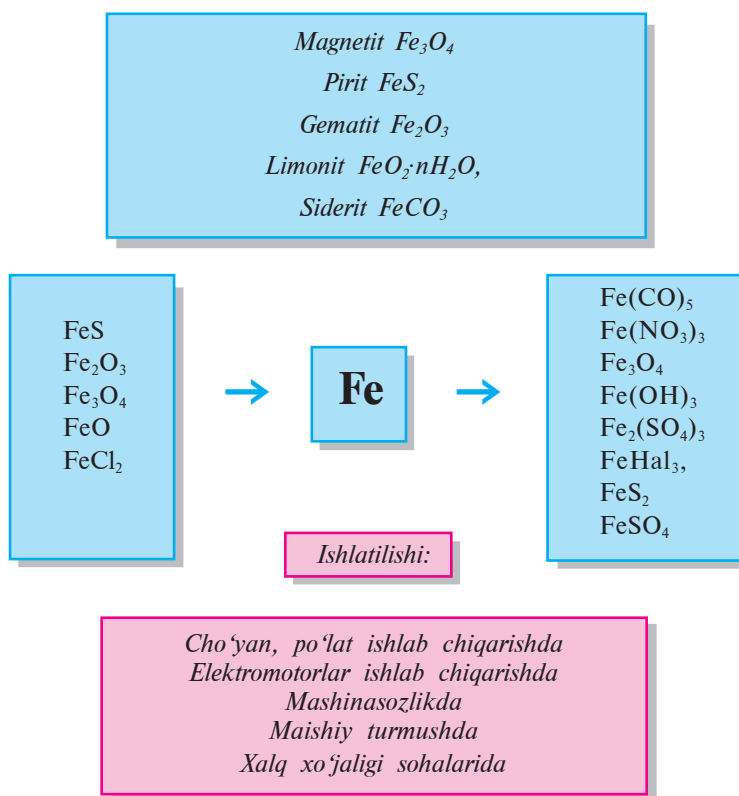 Magnetit Fe₃O₄
Pirit FeS₂
Gematit Fe₂O₃
Limonit FeO₂·nH₂O,
Siderit FeCO₃
FeS
Fe₂O₃
Fe₃O₄
FeO
FeCl₂
Fe
Fe(CO)₅
Fe(NO₃)₃
Fe₃O₄
Fe(OH)₃
Fe₂(SO₄)₃
FeHal₃,
FeS₂
FeSO₄
Ishlatilishi:
Cho‘yan, po‘lat ishlab chiqarishda
Elektromotorlar ishlab chiqarishda
Mashinasozlikda
Maishiy turmushda
Xalq xo‘jaligi sohalarida